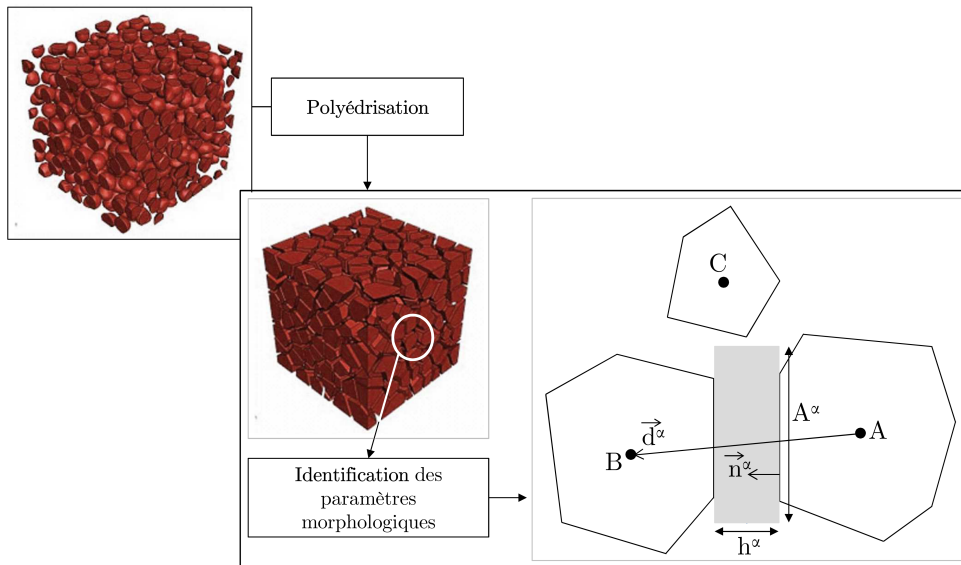 Polyédrisation
C
A^α
d^α
A
B
n^α
Identification des
paramètres
morphologiques
h^α